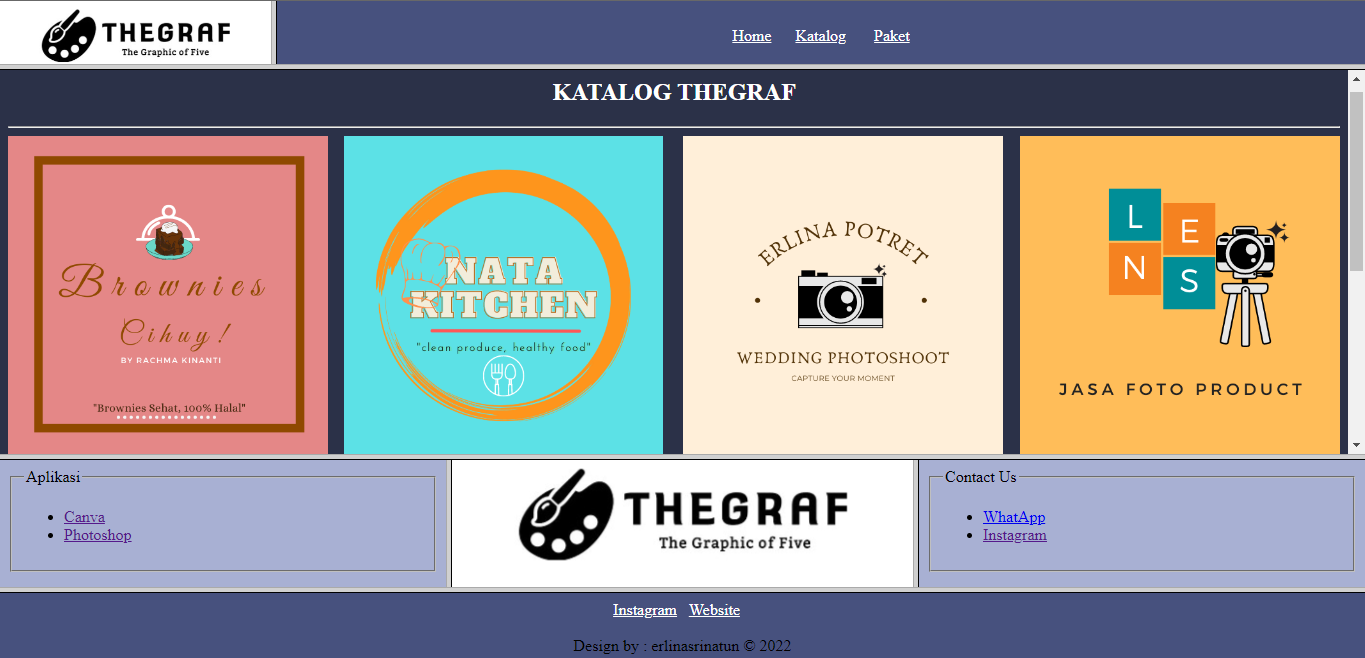 THEGRAF
The Graphic of Five
Home Katalog Paket
KATALOG THEGRAF
Brownies
Cihuy!
BY RACHMA KINANTI
"Brownies Sehat, 100% Halal"
NATA
KITCHEN
"clean produce, healthy food"
ERLINA POTRET
WEDDING PHOTOSHOOT
CAPTURE YOUR MOMENT
L E
N S
JASA FOTO PRODUCT
Aplikasi
Canva
Photoshop
THEGRAF
The Graphic of Five
Contact Us
WhatApp
Instagram
Instagram Website
Design by : erlinasrinatun © 2022